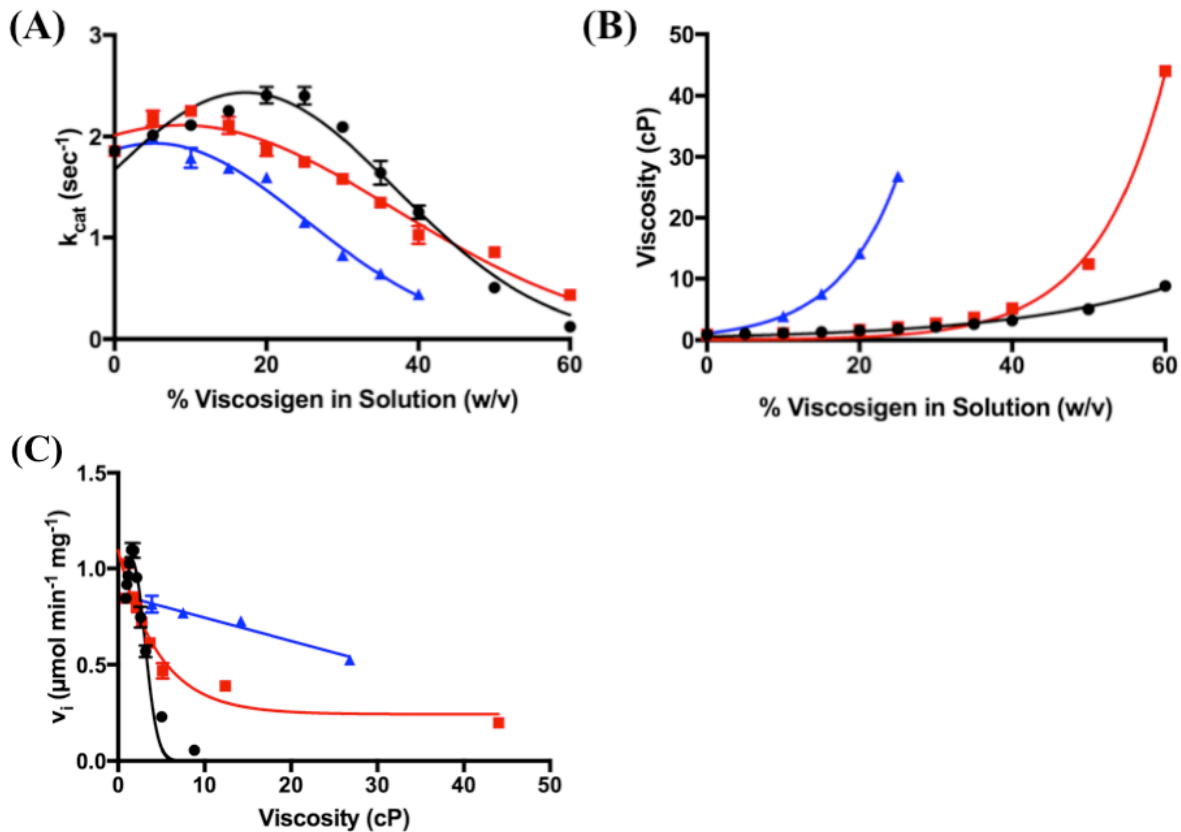 (A)
3
2
1
0
k_cat (sec⁻¹)
0 20 40 60
% Viscosigen in Solution (w/v)
(B)
50
40
30
20
10
0
Viscosity (cP)
0 20 40 60
% Viscosigen in Solution (w/v)
(C)
1.5
1.0
0.5
0.0
v_i (µmol min⁻¹ mg⁻¹)
0 10 20 30 40 50
Viscosity (cP)